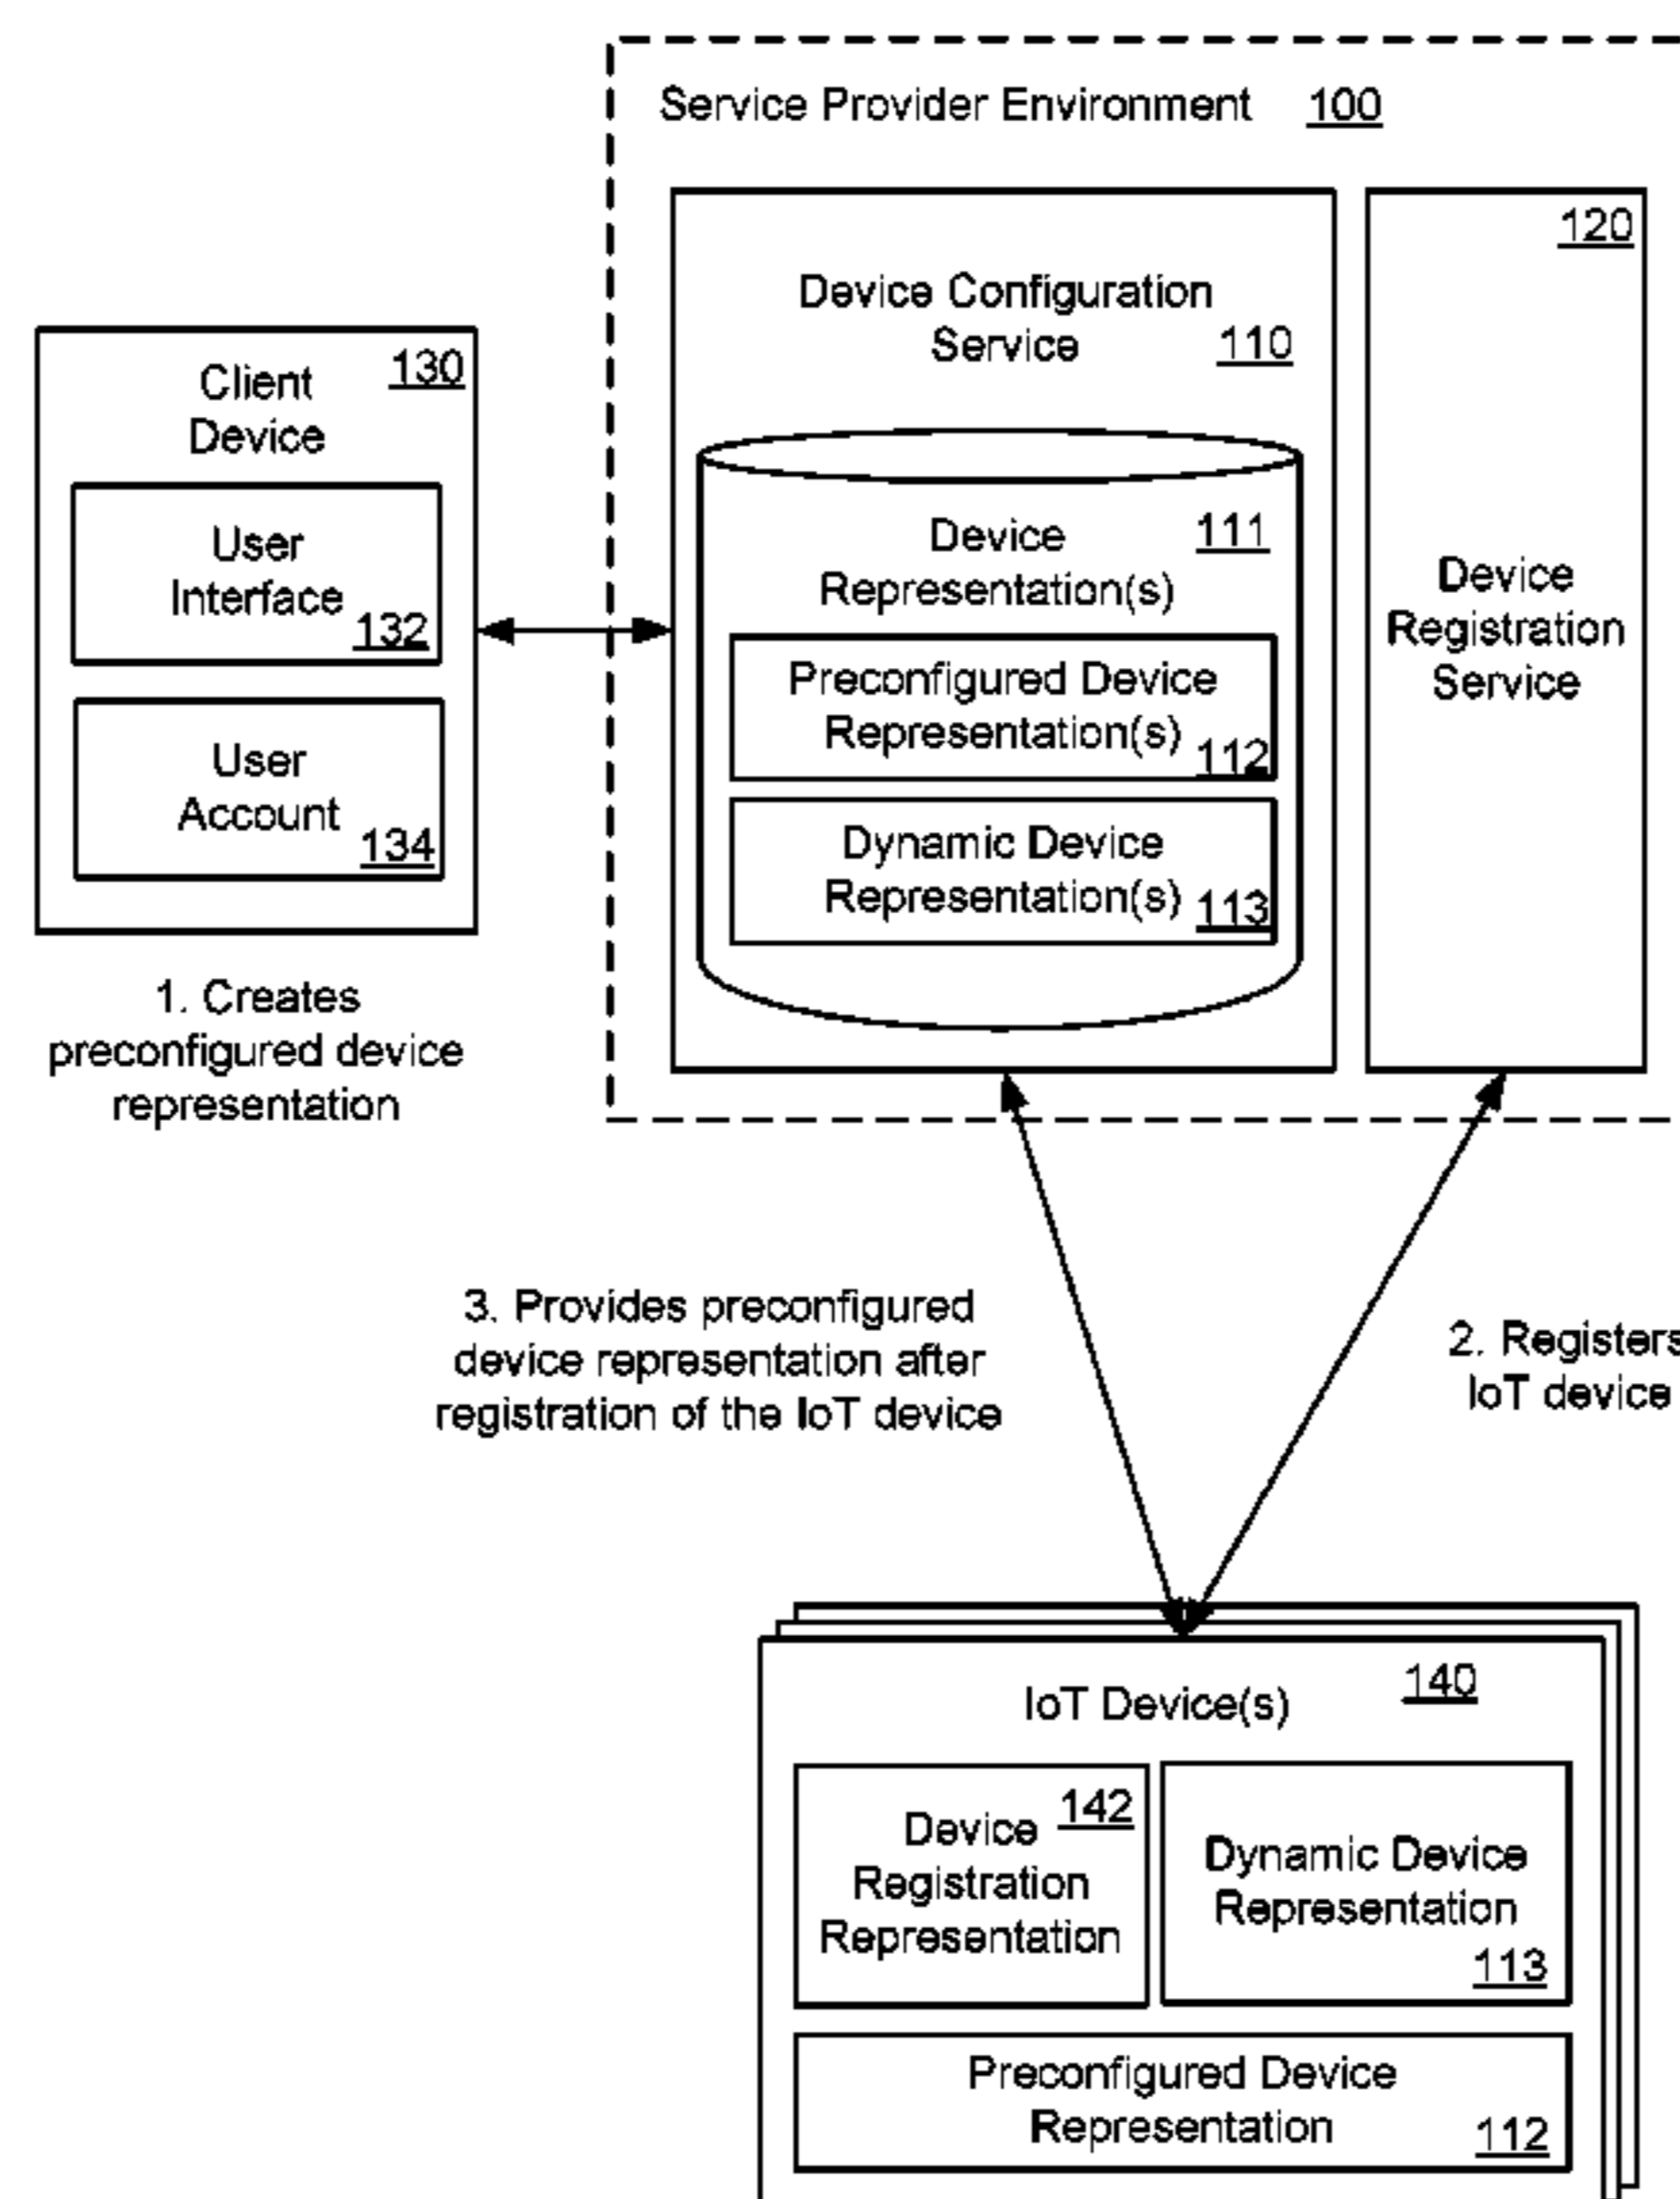 Service Provider Environment 100
120
Device Configuration
Service 110
Client 130
Device
User
Interface
132
User
Account
134
Device 111
Representation(s)
Preconfigured Device
Representation(s) 112
Dynamic Device
Representation(s) 113
Device
Registration
Service
1. Creates
preconfigured device
representation
3. Provides preconfigured
device representation after
registration of the IoT device
2. Registers
IoT device
IoT Device(s) 140
Device 142
Registration
Representation
Dynamic Device
Representation
113
Preconfigured Device
Representation 112